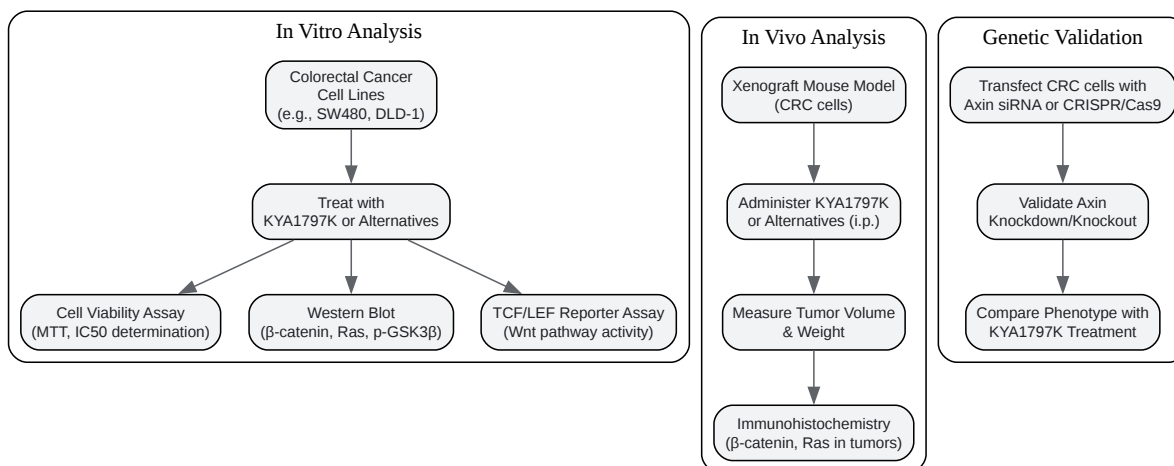 In Vitro Analysis
Colorectal Cancer
Cell Lines
(e.g., SW480, DLD-1)
Treat with
KYA1797K or Alternatives
Cell Viability Assay
(MTT, IC50 determination)
Western Blot
(β-catenin, Ras, p-GSK3β)
TCF/LEF Reporter Assay
(Wnt pathway activity)
In Vivo Analysis
Xenograft Mouse Model
(CRC cells)
Administer KYA1797K
or Alternatives (i.p.)
Measure Tumor Volume
& Weight
Immunohistochemistry
(β-catenin, Ras in tumors)
Genetic Validation
Transfect CRC cells with
Axin siRNA or CRISPR/Cas9
Validate Axin
Knockdown/Knockout
Compare Phenotype with
KYA1797K Treatment